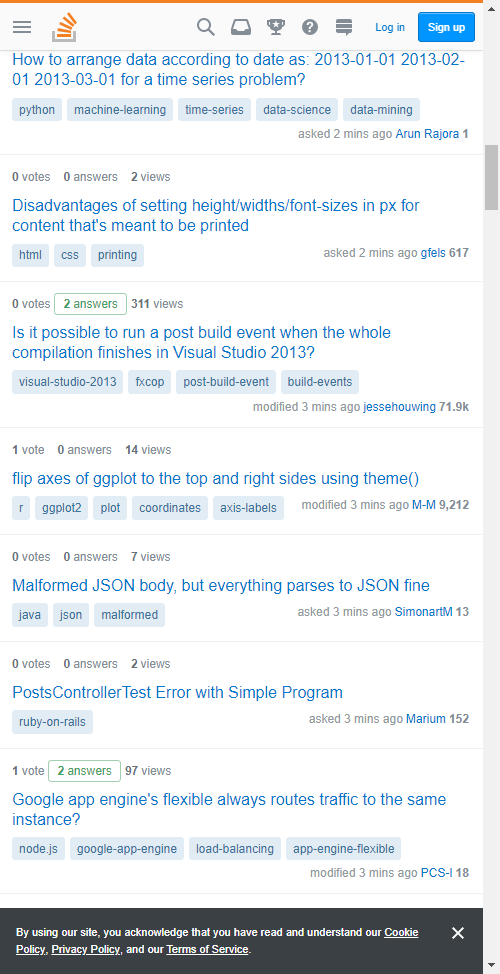 Log in
Sign up
How to arrange data according to date as: 2013-01-01 2013-02-
01 2013-03-01 for a time series problem?
python machine-learning time-series data-science data-mining
asked 2 mins ago Arun Rajora 1
0 votes 0 answers 2 views
Disadvantages of setting height/widths/font-sizes in px for
content that's meant to be printed
html css printing
asked 2 mins ago gfels 617
0 votes 2 answers 311 views
Is it possible to run a post build event when the whole
compilation finishes in Visual Studio 2013?
visual-studio-2013 fxcop post-build-event build-events
modified 3 mins ago jessehouwing 71.9k
1 vote 0 answers 14 views
flip axes of ggplot to the top and right sides using theme()
r ggplot2 plot coordinates axis-labels
modified 3 mins ago M-M 9,212
0 votes 0 answers 7 views
Malformed JSON body, but everything parses to JSON fine
java json malformed
asked 3 mins ago SimonartM 13
0 votes 0 answers 2 views
PostsControllerTest Error with Simple Program
ruby-on-rails
asked 3 mins ago Marium 152
1 vote 2 answers 97 views
Google app engine's flexible always routes traffic to the same
instance?
node.js google-app-engine load-balancing app-engine-flexible
modified 3 mins ago PCS-I 18
By using our site, you acknowledge that you have read and understand our Cookie
Policy, Privacy Policy, and our Terms of Service.